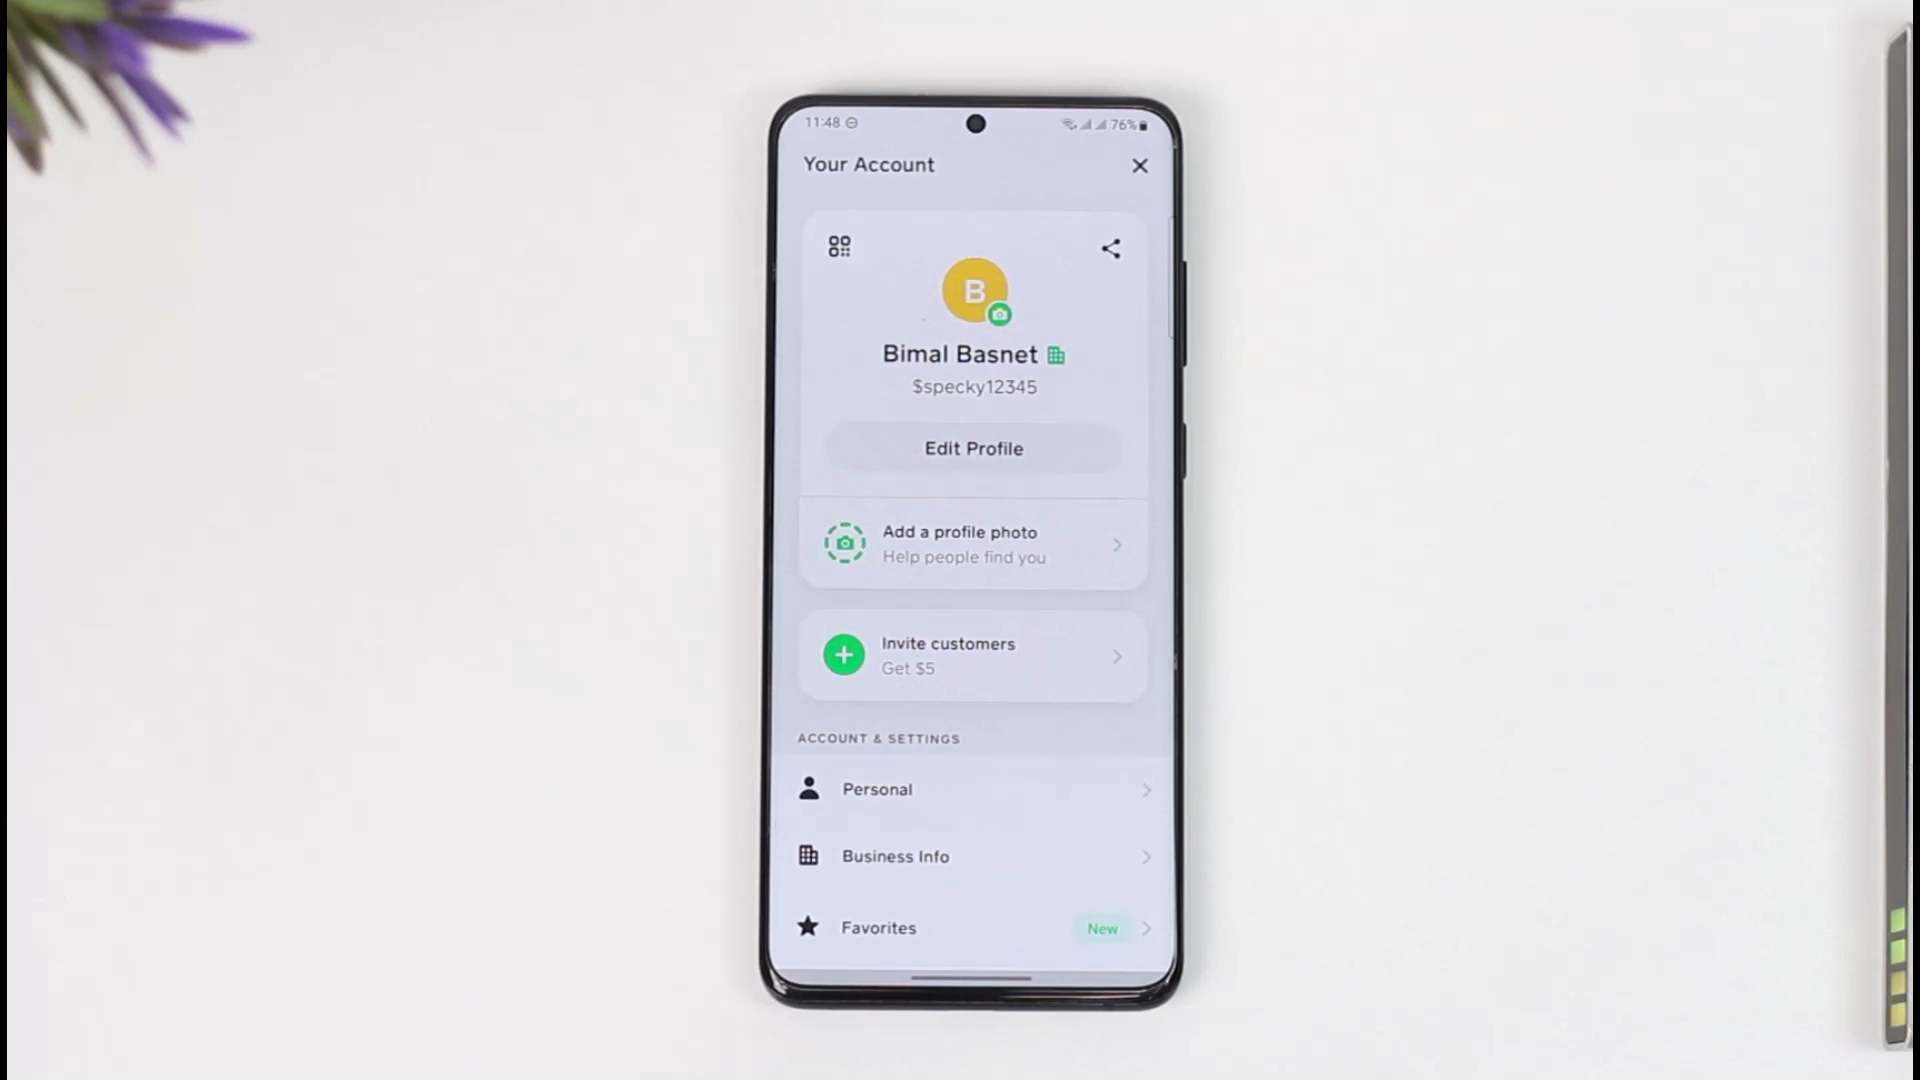 11:48
76%
Your Account
B
Bimal Basnet
$specky12345
Edit Profile
Add a profile photo
Help people find you
Invite customers
Get $5
ACCOUNT & SETTINGS
Personal
Business Info
Favorites
New